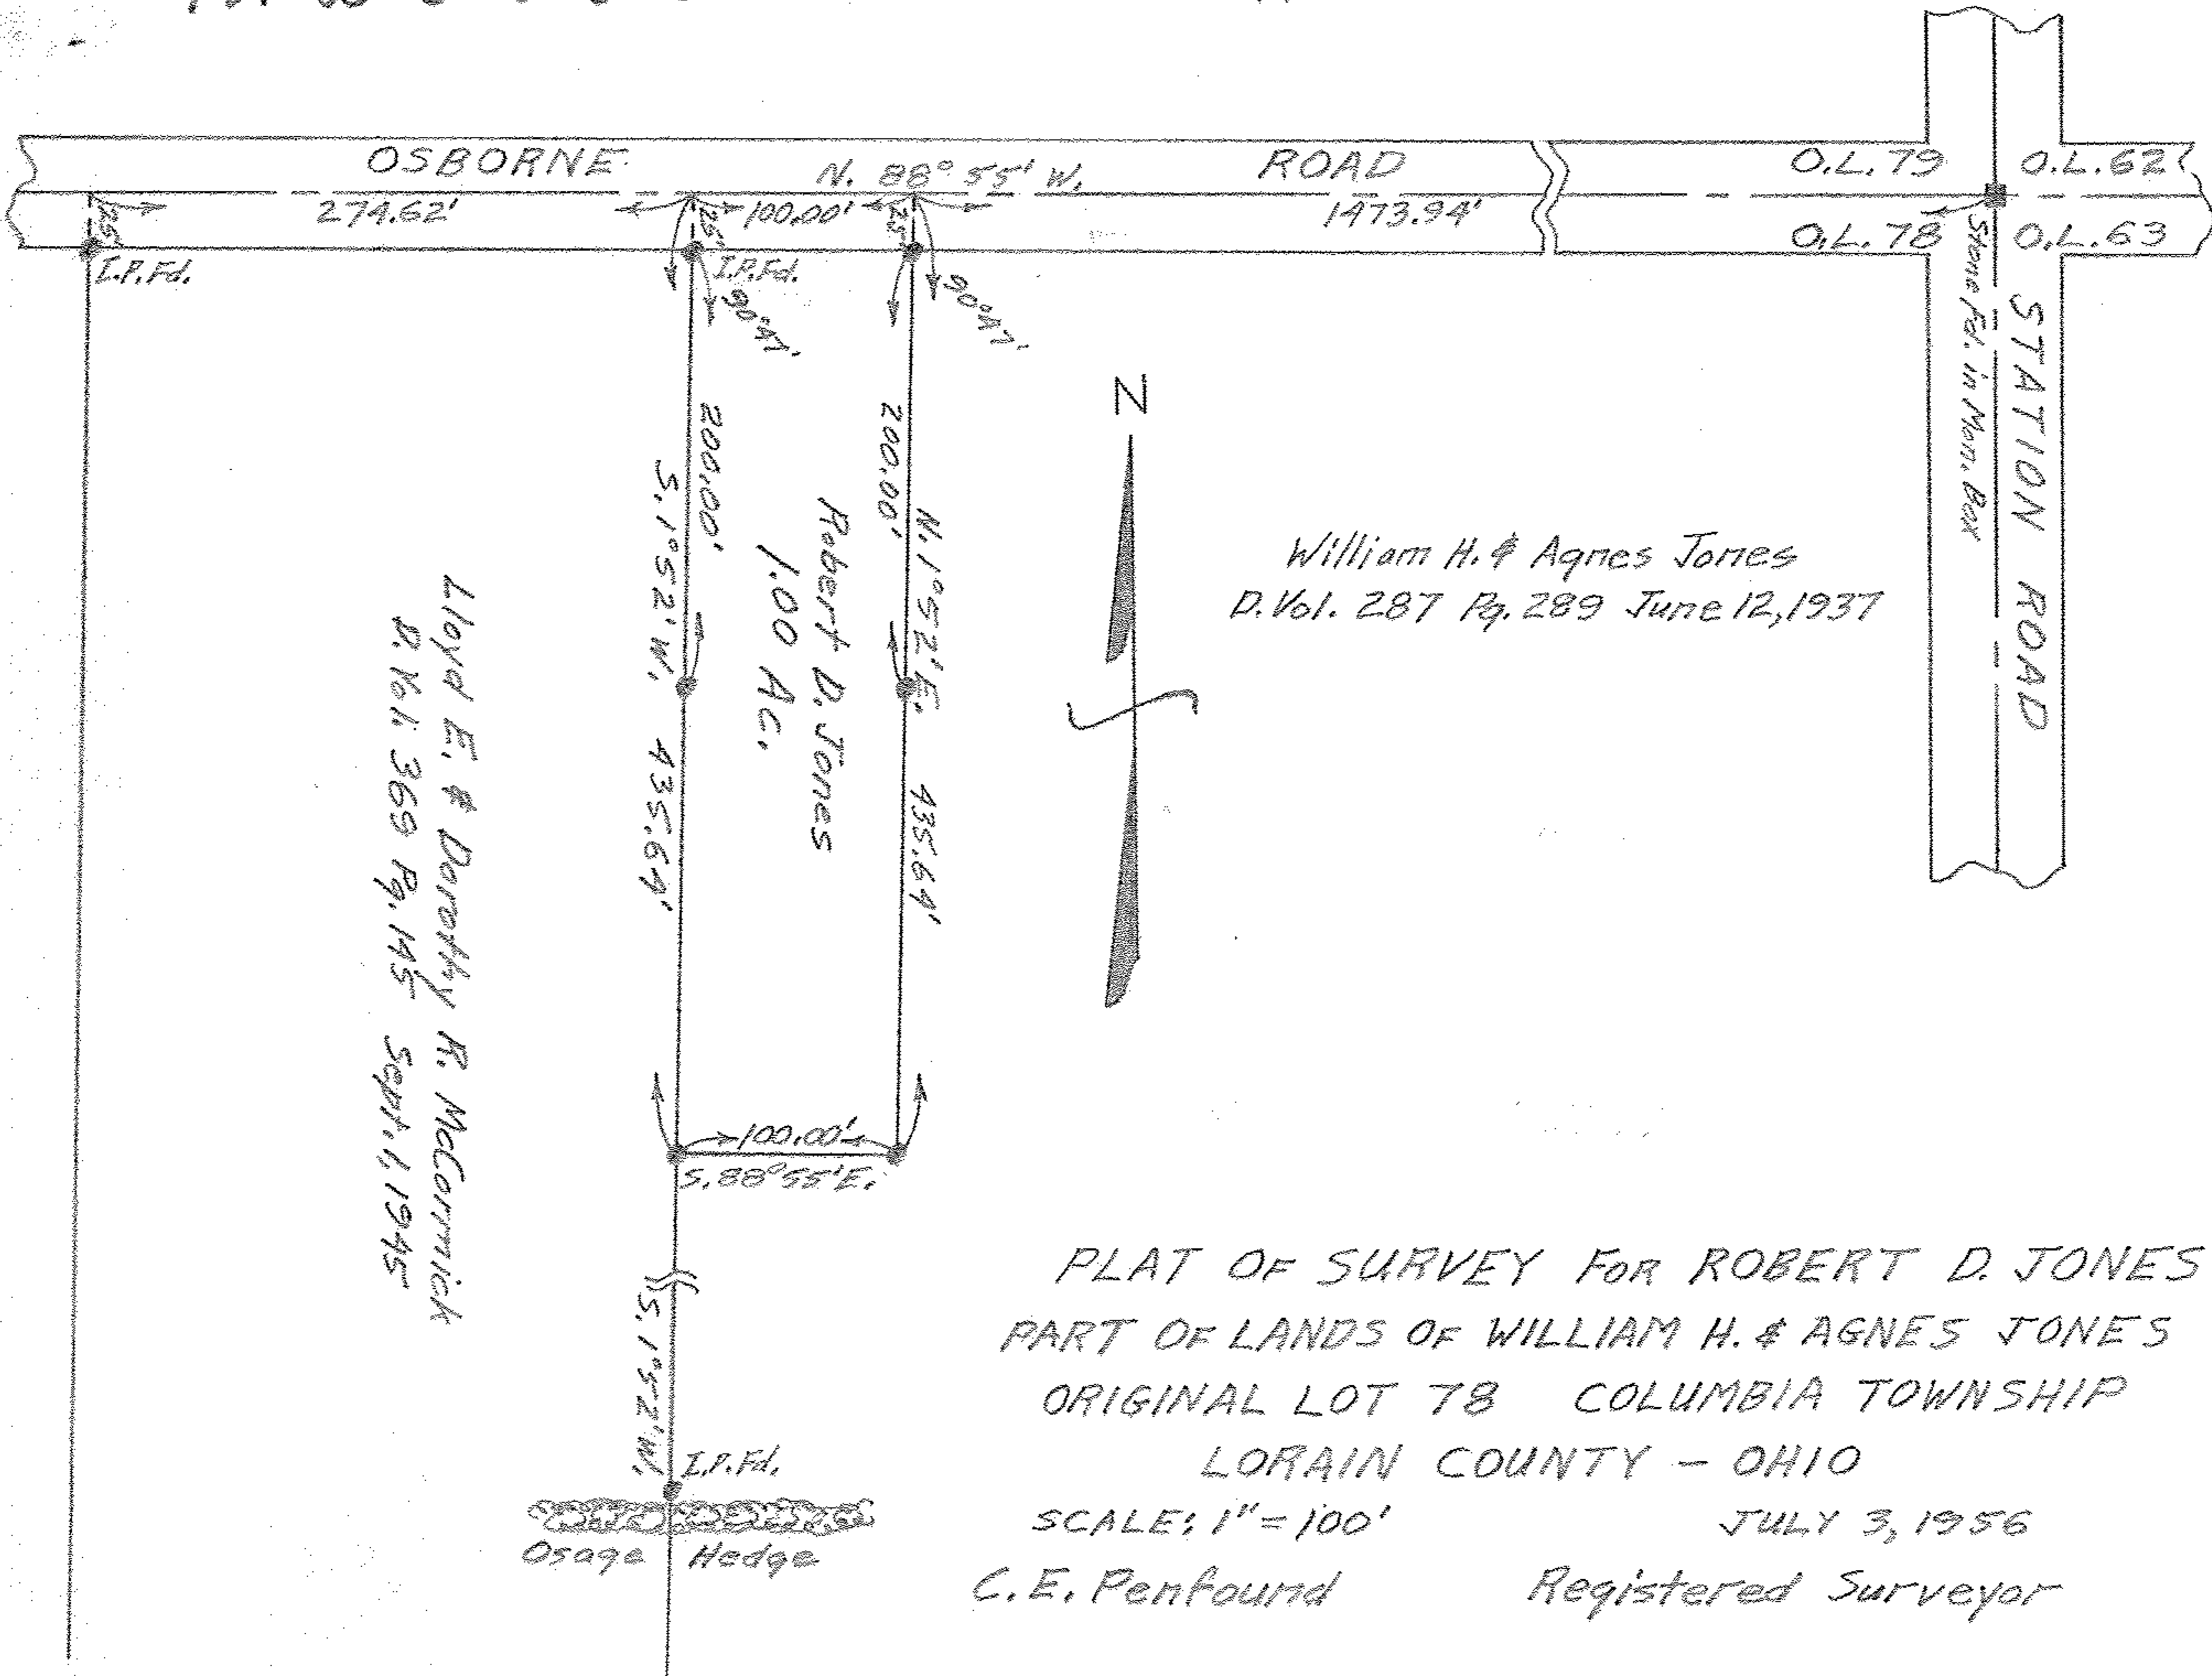 OSBORNE N. 88° 55' W. ROAD
O.L. 79 O.L. 62
274.62' 100.00' 1473.94'
25' 25' 25'
O.L. 78 O.L. 63
I.P.Fd. I.P.Fd.
90°47' 90°47'
Stone Fd. in Mon. Box
STATION ROAD
N
200.00' 200.00'
S. 1°52' W. 435.64'
N. 1°52' E. 435.64'
Robert D. Jones
1.00 Ac.
William H. & Agnes Jones
D. Vol. 287 Pg. 289 June 12, 1937
Lloyd E. & Dorothy R. McCormick
D. Vol. 369 Pg. 145 Sept. 1, 1945
100.00'
S. 88°55' E.
S. 1°52' W.
I.P. Fd.
Osage Hedge
PLAT OF SURVEY FOR ROBERT D. JONES
PART OF LANDS OF WILLIAM H. & AGNES JONES
ORIGINAL LOT 78 COLUMBIA TOWNSHIP
LORAIN COUNTY - OHIO
SCALE: 1" = 100' JULY 3, 1956
C. E. Penfound Registered Surveyor